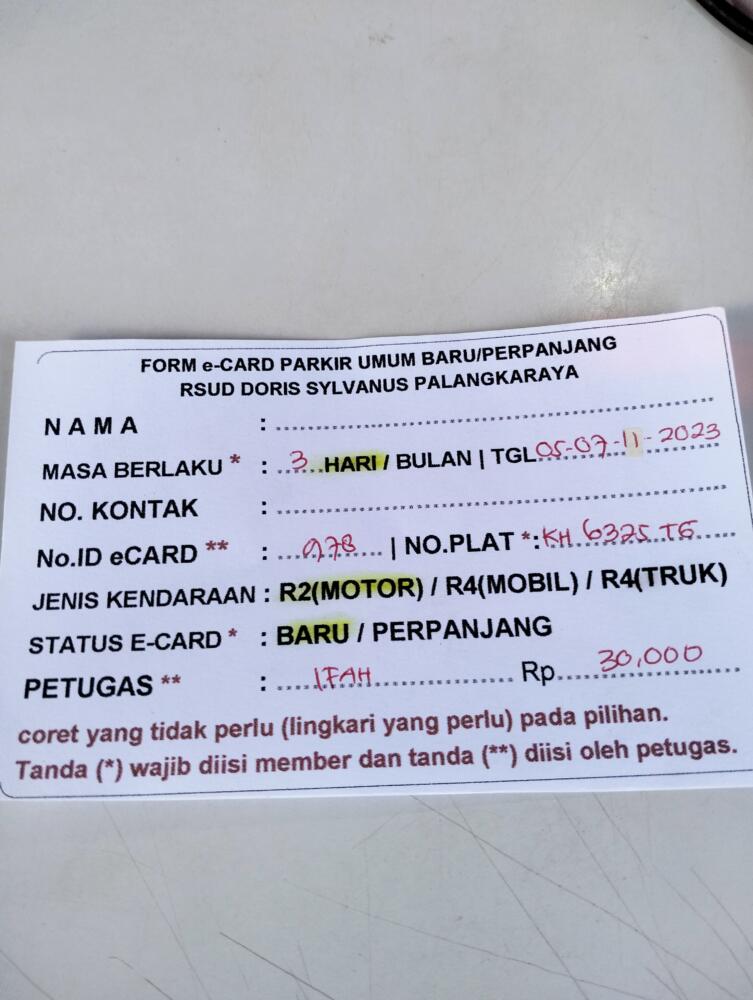 FORM e-CARD PARKIR UMUM BARU/PERPANJANG
RSUD DORIS SYLVANUS PALANGKARAYA
NAMA :
MASA BERLAKU * : 3 HARI / BULAN | TGL 05-07-11-2023
NO. KONTAK :
No.ID eCARD ** : 978 | NO.PLAT *: KH 6325 TG
JENIS KENDARAAN : R2(MOTOR) / R4(MOBIL) / R4(TRUK)
STATUS E-CARD * : BARU / PERPANJANG
PETUGAS ** : IFAH Rp 30,000
coret yang tidak perlu (lingkari yang perlu) pada pilihan.
Tanda (*) wajib diisi member dan tanda (**) diisi oleh petugas.